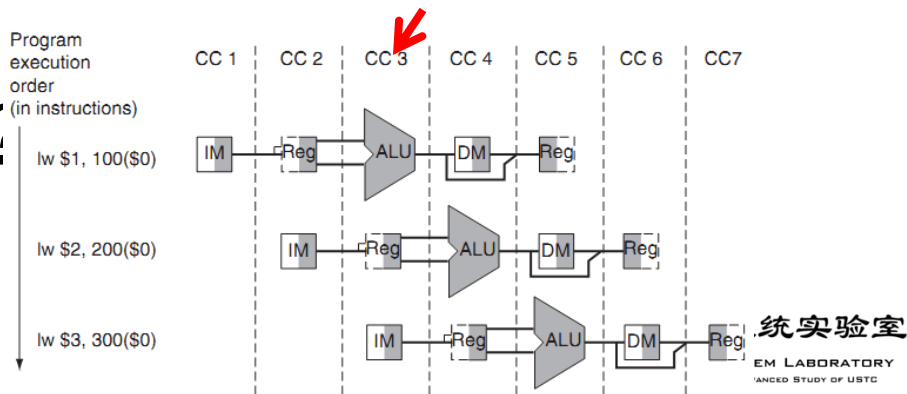 Program
execution
order
(in instructions)
CC 1 CC 2 CC 3 CC 4 CC 5 CC 6 CC7
lw $1, 100($0) IM Reg ALU DM Reg
lw $2, 200($0) IM Reg ALU DM Reg
lw $3, 300($0) IM Reg ALU DM Reg
统实验室
EM LABORATORY
ANCED STUDY OF USTC